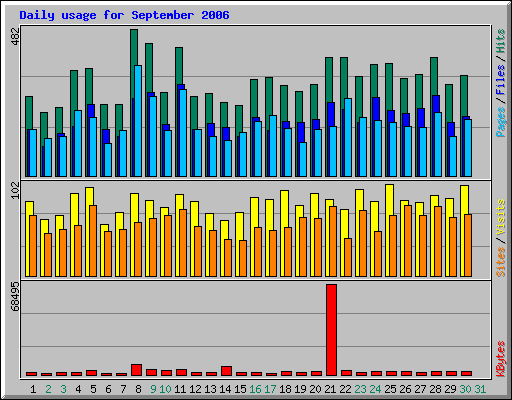 Daily usage for September 2006
482
Pages / Files / Hits
102
Sites / Visits
68495
KBytes
1 2 3 4 5 6 7 8 9 10 11 12 13 14 15 16 17 18 19 20 21 22 23 24 25 26 27 28 29 30 31